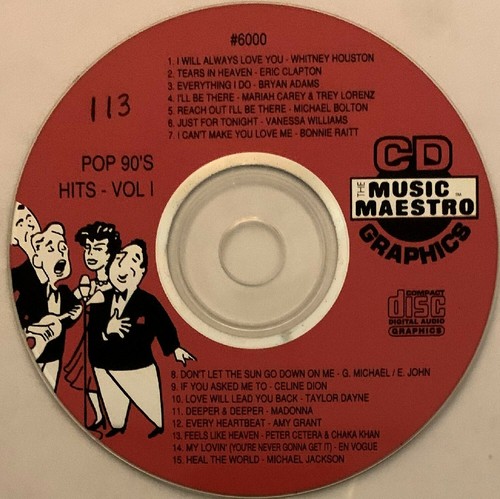 #6000
1. I WILL ALWAYS LOVE YOU - WHITNEY HOUSTON
2. TEARS IN HEAVEN - ERIC CLAPTON
3. EVERYTHING I DO - BRYAN ADAMS
4. I'LL BE THERE - MARIAH CAREY & TREY LORENZ
5. REACH OUT I'LL BE THERE - MICHAEL BOLTON
6. JUST FOR TONIGHT - VANESSA WILLIAMS
7. I CAN'T MAKE YOU LOVE ME - BONNIE RAITT
113
POP 90'S
HITS - VOL I
CD
THE MUSIC
MAESTRO™
GRAPHICS
COMPACT
disc
DIGITAL AUDIO
GRAPHICS
8. DON'T LET THE SUN GO DOWN ON ME - G. MICHAEL / E. JOHN
9. IF YOU ASKED ME TO - CELINE DION
10. LOVE WILL LEAD YOU BACK - TAYLOR DAYNE
11. DEEPER & DEEPER - MADONNA
12. EVERY HEARTBEAT - AMY GRANT
13. FEELS LIKE HEAVEN - PETER CETERA & CHAKA KHAN
14. MY LOVIN' (YOU'RE NEVER GONNA GET IT) - EN VOGUE
15. HEAL THE WORLD - MICHAEL JACKSON